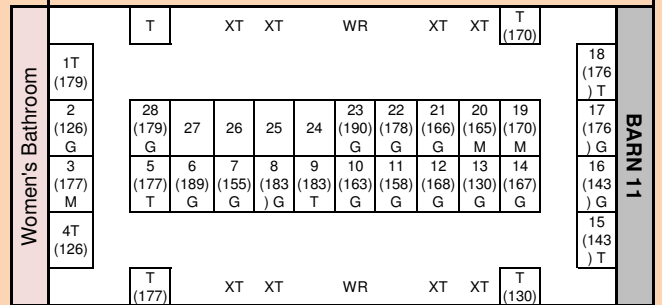 T XT XT WR XT XT T
(170)
Women's Bathroom
1T
(179)
2
(126)
G
3
(177)
M
4T
(126)
28
(179)
G
27
26
25
24
23
(190)
G
22
(178)
G
21
(166)
G
20
(165)
M
19
(170)
M
5
(177)
T
6
(189)
G
7
(155)
G
8
(183
) G
9
(183)
T
10
(163)
G
11
(158)
G
12
(168)
G
13
(130)
G
14
(167)
G
18
(176
) T
17
(176
) G
16
(143
) G
15
(143
) T
BARN 11
T
(177)
XT XT WR XT XT
T
(130)